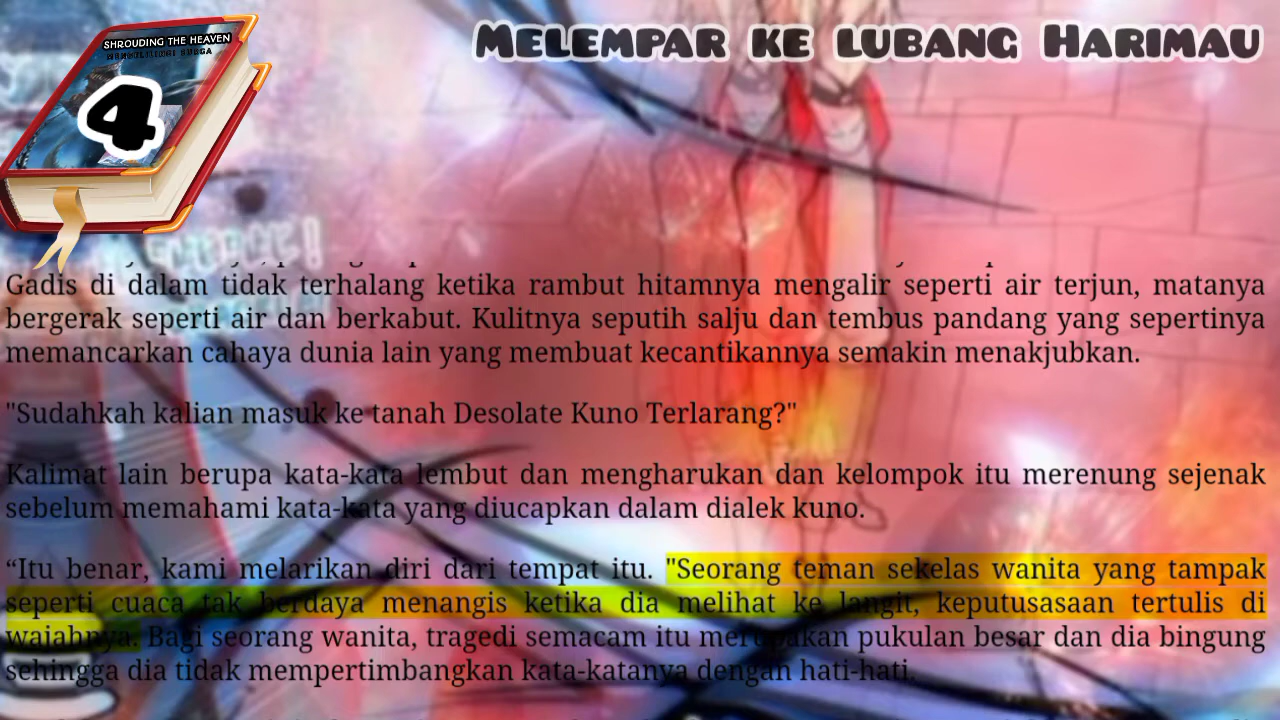 Melempar ke lubang Harimau
SHROUDING THE HEAVEN
4
Gadis di dalam tidak terhalang ketika rambut hitamnya mengalir seperti air terjun, matanya
bergerak seperti air dan berkabut. Kulitnya seputih salju dan tembus pandang yang sepertinya
memancarkan cahaya dunia lain yang membuat kecantikannya semakin menakjubkan.
"Sudahkah kalian masuk ke tanah Desolate Kuno Terlarang?"
Kalimat lain berupa kata-kata lembut dan mengharukan dan kelompok itu merenung sejenak
sebelum memahami kata-kata yang diucapkan dalam dialek kuno.
“Itu benar, kami melarikan diri dari tempat itu. "Seorang teman sekelas wanita yang tampak
seperti cuaca tak berdaya menangis ketika dia melihat ke langit, keputusasaan tertulis di
wajahnya. Bagi seorang wanita, tragedi semacam itu merupakan pukulan besar dan dia bingung
sehingga dia tidak mempertimbangkan kata-katanya dengan hati-hati.